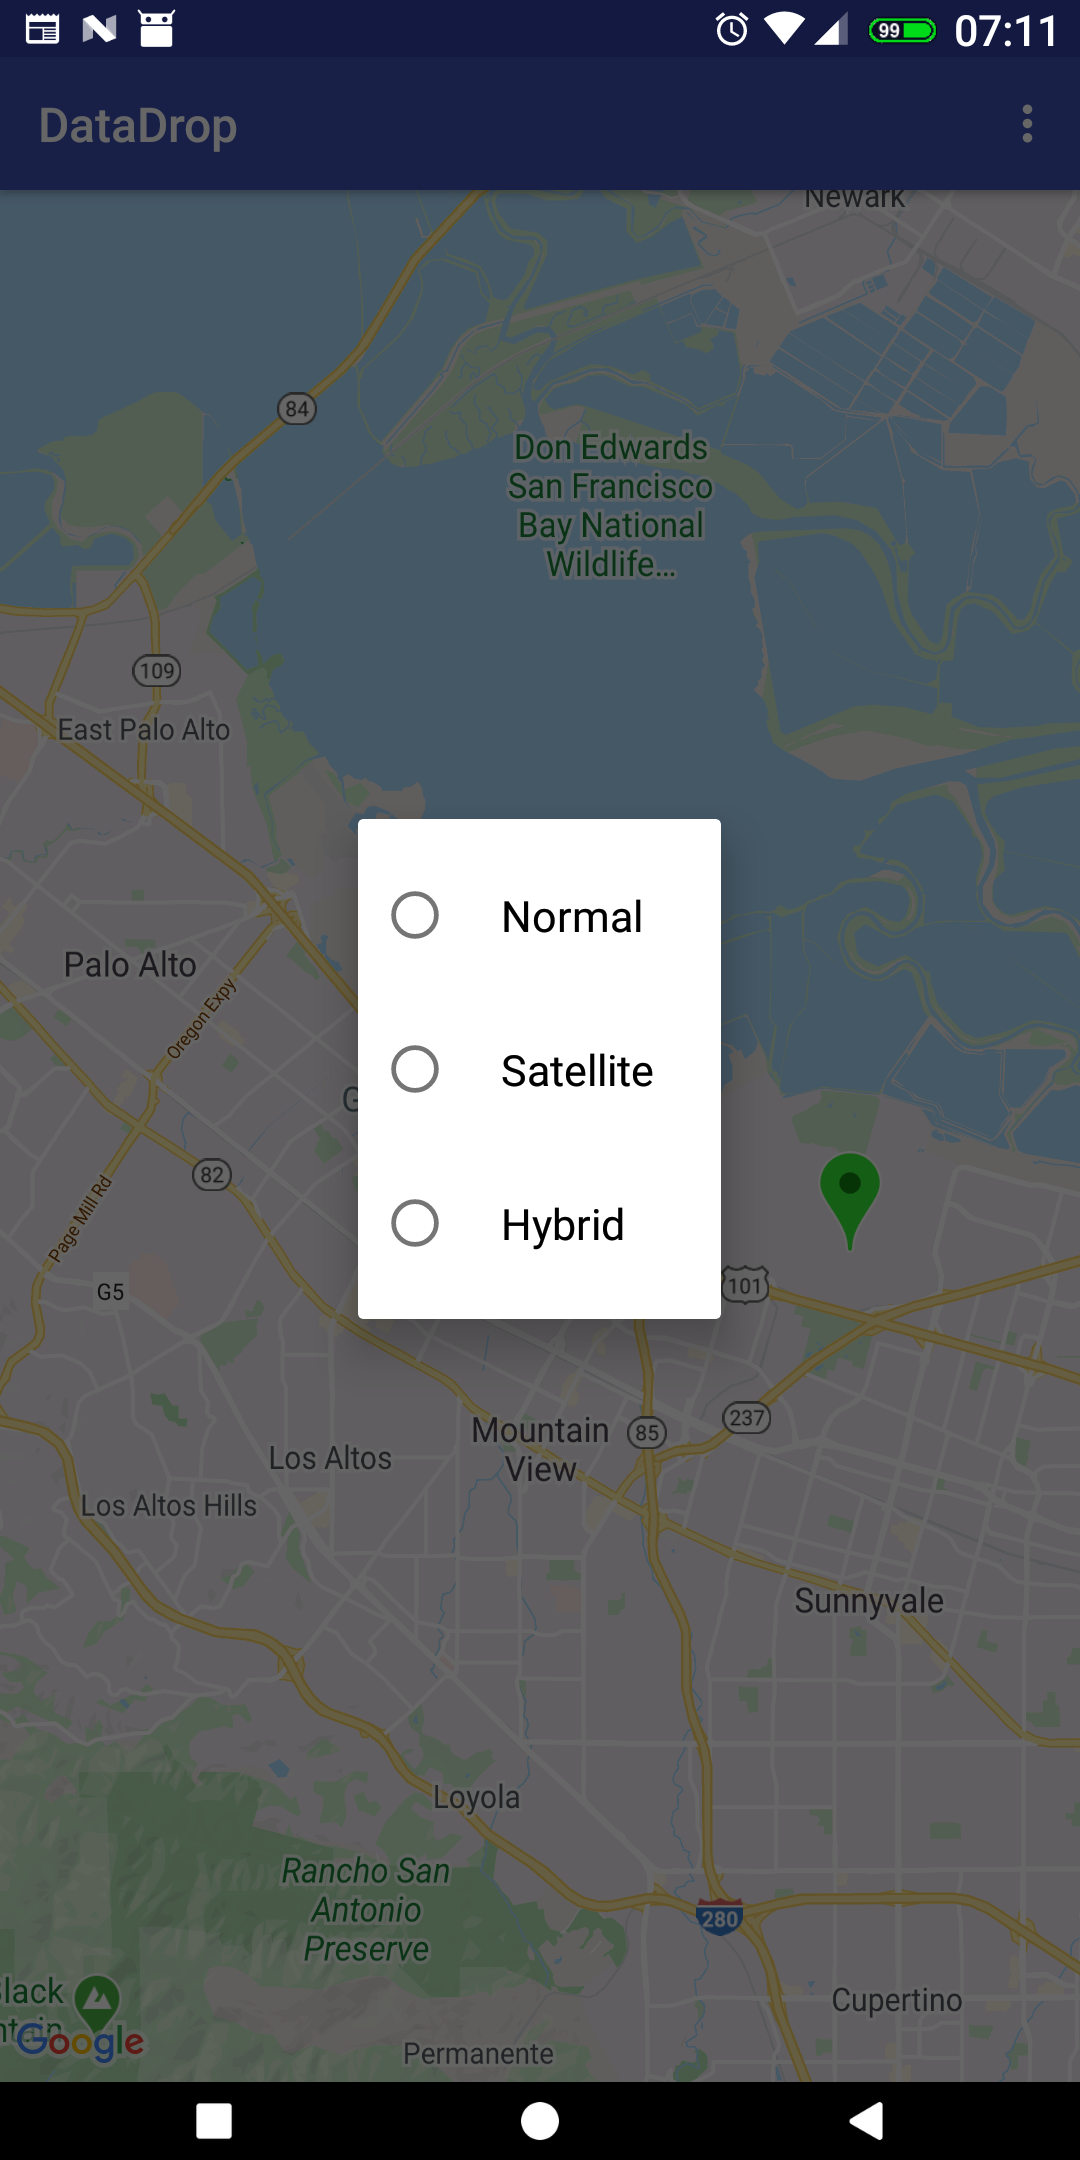 99 07:11
DataDrop
Newark
84
Don Edwards
San Francisco
Bay National
Wildlife...
109
East Palo Alto
Normal
Palo Alto
Oregon Expy
Satellite
G
82
Page Mill Rd
Hybrid
101
G5
237
Mountain
View
85
Los Altos
Los Altos Hills
Sunnyvale
Loyola
Rancho San
Antonio
Preserve
280
Cupertino
Google
Permanente